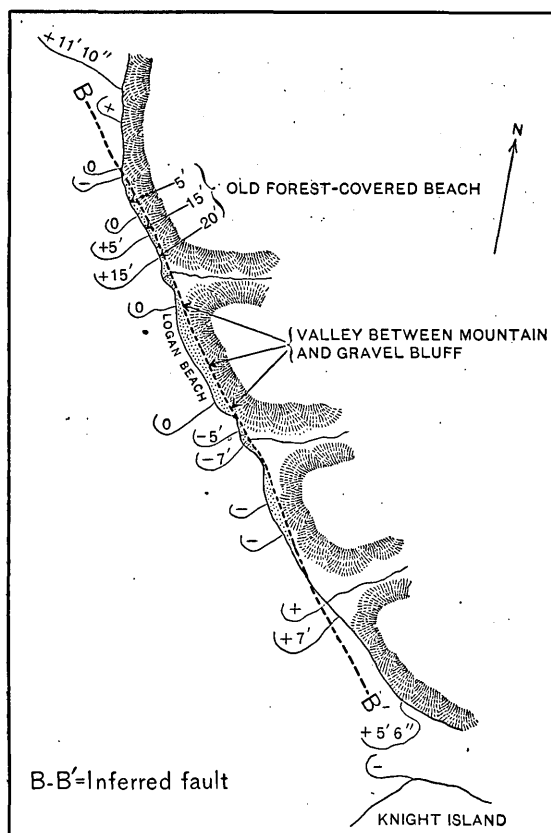 +11'10"
B
+
N
0
-
5'
OLD FOREST-COVERED BEACH
15'
0
20'
+5'
+15'
0
LOGAN BEACH
VALLEY BETWEEN MOUNTAIN
AND GRAVEL BLUFF
0
-5'
-7'
-
-
+
+7'
B-
+5'6"
B-B'=Inferred fault
-
KNIGHT ISLAND